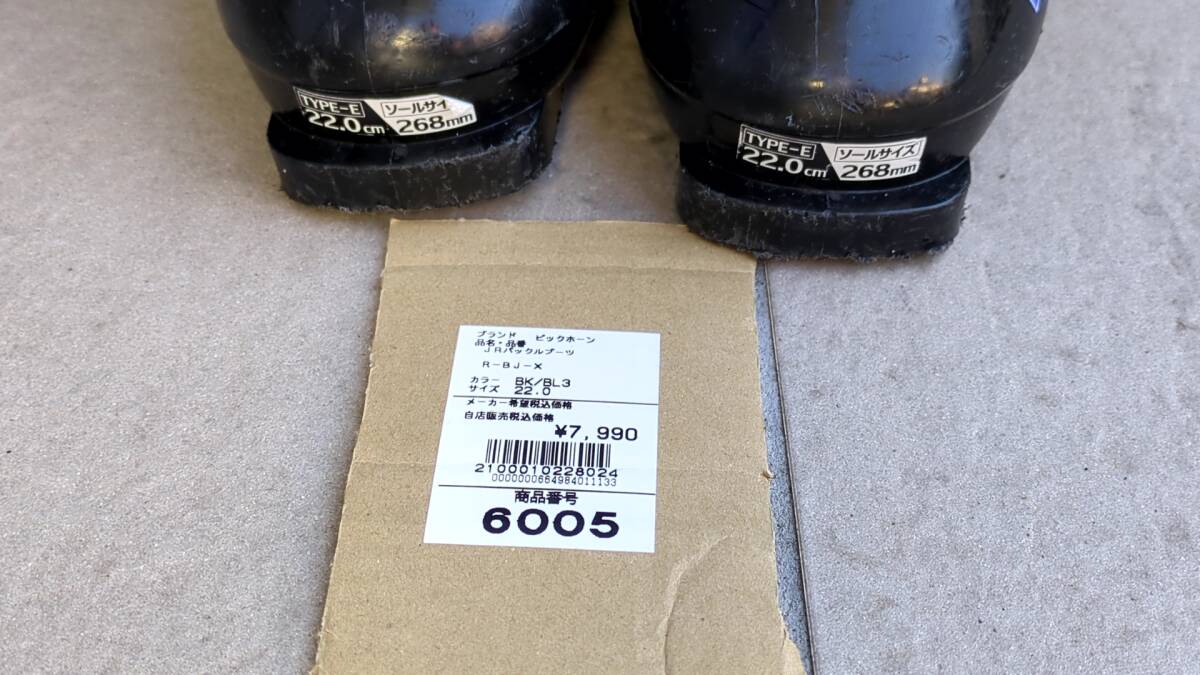 TYPE-E
22.0cm
ソールサイ
268mm
TYPE-E
22.0cm
ソールサイズ
268mm
ブランド ビックホーン
品名・品番
JRバックルブーツ
R-BJ-X
カラー BK/BL3
サイズ 22.0
メーカー希望税込価格
白店販売税込価格
¥7,990
2100010228024
0000000664984011133
商品番号
6005